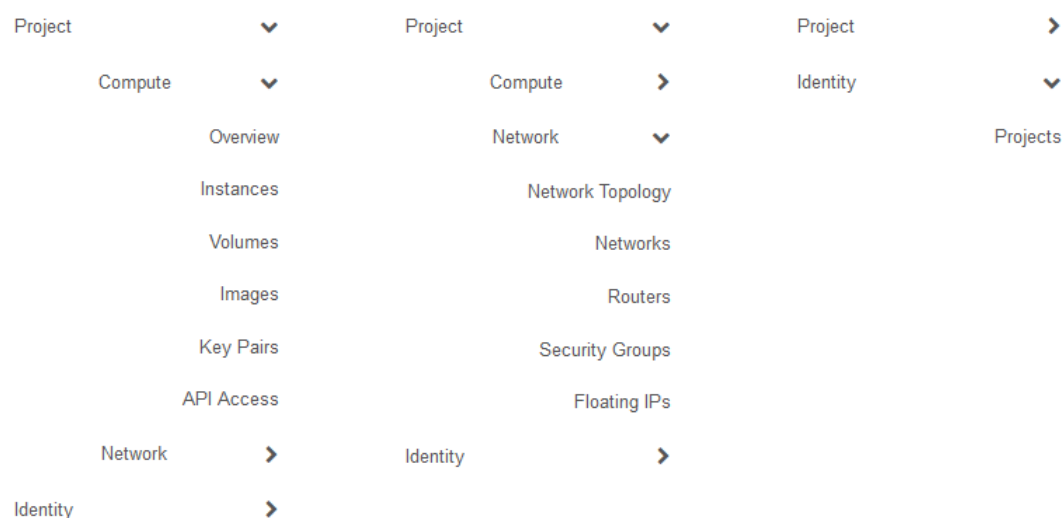 Project
Compute
Overview
Instances
Volumes
Images
Key Pairs
API Access
Network
Identity
Project
Compute
Network
Network Topology
Networks
Routers
Security Groups
Floating IPs
Identity
Project
Identity
Projects